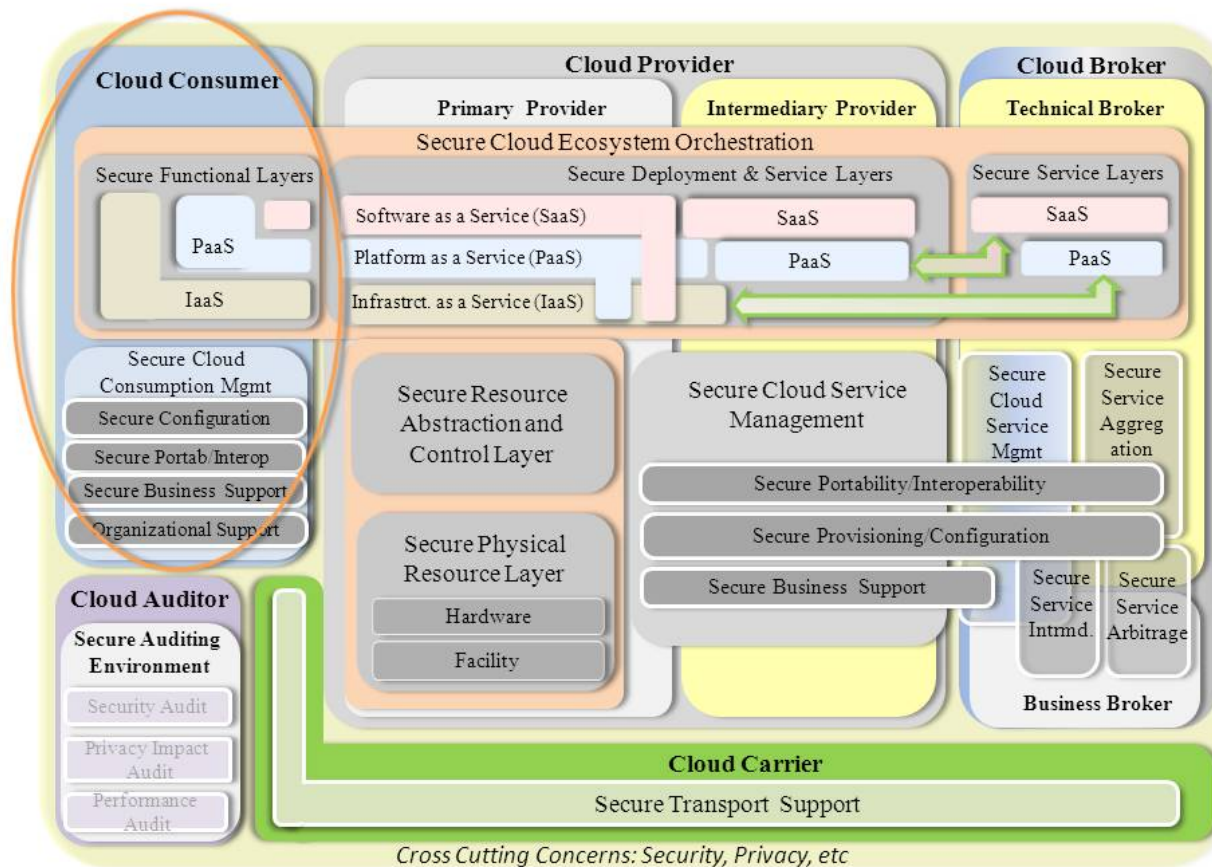 Cloud Consumer
Secure Functional Layers
PaaS
IaaS
Secure Cloud
Consumption Mgmt
Secure Configuration
Secure Portab/Interop
Secure Business Support
Organizational Support
Cloud Provider
Primary Provider
Intermediary Provider
Secure Cloud Ecosystem Orchestration
Secure Deployment & Service Layers
Software as a Service (SaaS)
SaaS
Platform as a Service (PaaS)
PaaS
Infrastrct. as a Service (IaaS)
Secure Resource
Abstraction and
Control Layer
Secure Physical
Resource Layer
Hardware
Facility
Secure Cloud Service
Management
Secure Portability/Interoperability
Secure Provisioning/Configuration
Secure Business Support
Cloud Broker
Technical Broker
Secure Service Layers
SaaS
PaaS
Secure
Cloud
Service
Mgmt
Secure
Service
Aggreg
ation
Secure
Service
Intrmd.
Secure
Service
Arbitrage
Business Broker
Cloud Auditor
Secure Auditing
Environment
Security Audit
Privacy Impact
Audit
Performance
Audit
Cloud Carrier
Secure Transport Support
Cross Cutting Concerns: Security, Privacy, etc